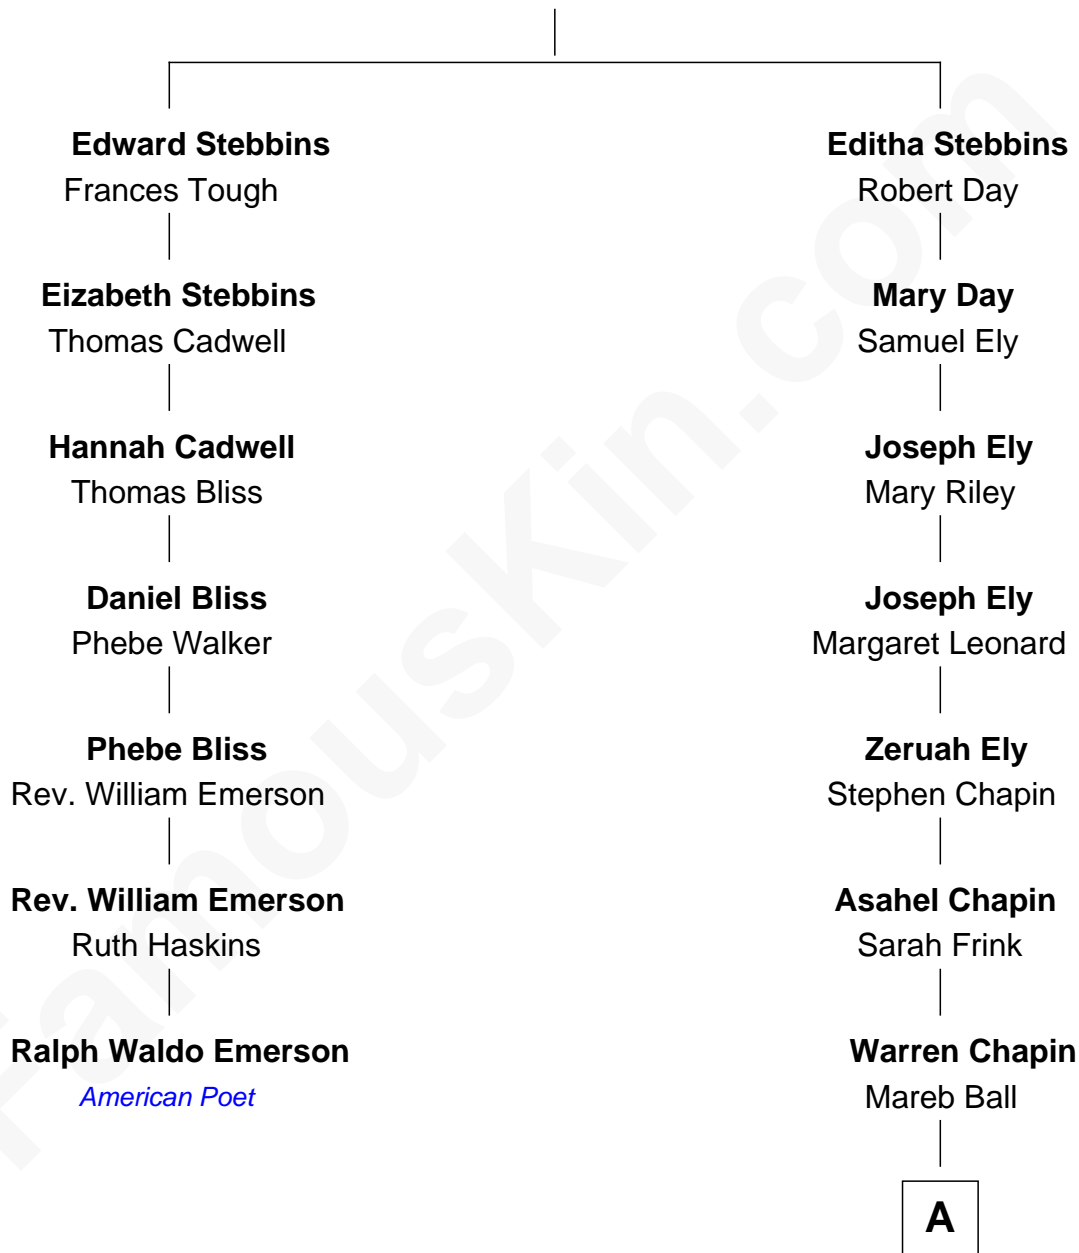 Edward Stebbins
Frances Tough
Eizabeth Stebbins
Thomas Cadwell
Hannah Cadwell
Thomas Bliss
Daniel Bliss
Phebe Walker
Phebe Bliss
Rev. William Emerson
Rev. William Emerson
Ruth Haskins
Ralph Waldo Emerson
American Poet
Editha Stebbins
Robert Day
Mary Day
Samuel Ely
Joseph Ely
Mary Riley
Joseph Ely
Margaret Leonard
Zeruah Ely
Stephen Chapin
Asahel Chapin
Sarah Frink
Warren Chapin
Mareb Ball
A
FamousKin.com